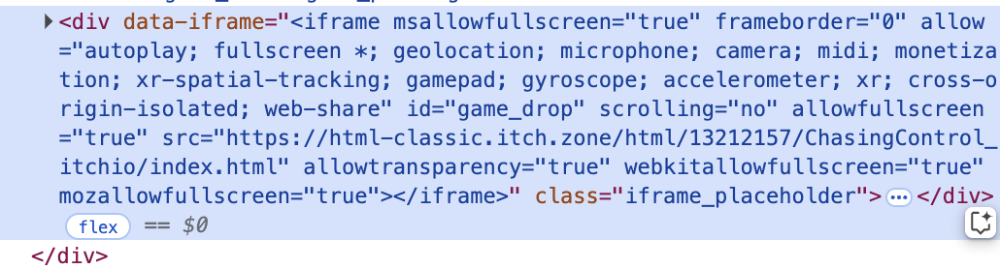 <div data-iframe="<iframe msallowfullscreen="true" frameborder="0" allow
="autoplay; fullscreen *; geolocation; microphone; camera; midi; monetiza
tion; xr-spatial-tracking; gamepad; gyroscope; accelerometer; xr; cross-o
rigin-isolated; web-share" id="game_drop" scrolling="no" allowfullscreen
="true" src="https://html-classic.itch.zone/html/13212157/ChasingControl_
itchio/index.html" allowtransparency="true" webkitallowfullscreen="true"
mozallowfullscreen="true"></iframe>" class="iframe_placeholder"> ⋯ </div>
flex == $0
</div>